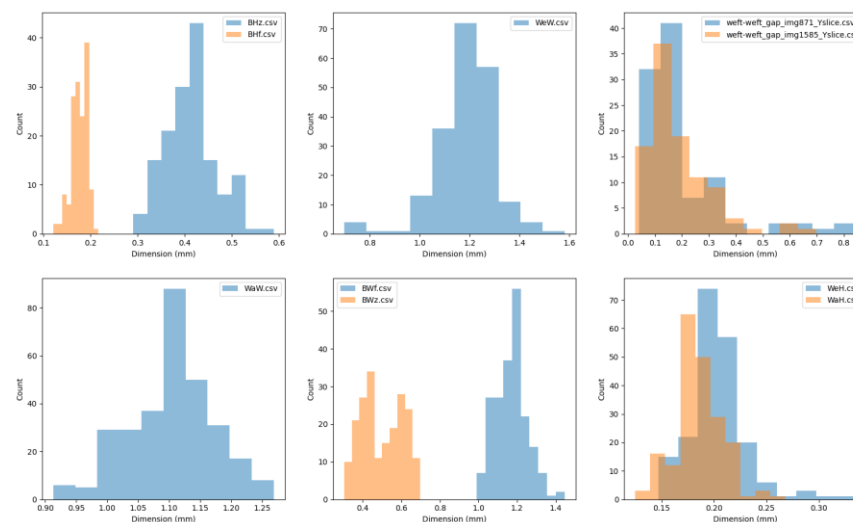 BHz.csv
BHf.csv
Count
40
30
20
10
0
0.1 0.2 0.3 0.4 0.5 0.6
Dimension (mm)
WeW.csv
Count
70
60
50
40
30
20
10
0
0.8 1.0 1.2 1.4 1.6
Dimension (mm)
weft-weft_gap_img871_Yslice.csv
weft-weft_gap_img1585_Yslice.cs
Count
40
35
30
25
20
15
10
5
0
0.0 0.1 0.2 0.3 0.4 0.5 0.6 0.7 0.8
Dimension (mm)
WaW.csv
Count
80
60
40
20
0
0.90 0.95 1.00 1.05 1.10 1.15 1.20 1.25
Dimension (mm)
BWf.csv
BWz.csv
Count
50
40
30
20
10
0
0.4 0.6 0.8 1.0 1.2 1.4
Dimension (mm)
WeH.cs
WaH.cs
Count
70
60
50
40
30
20
10
0
0.15 0.20 0.25 0.30
Dimension (mm)